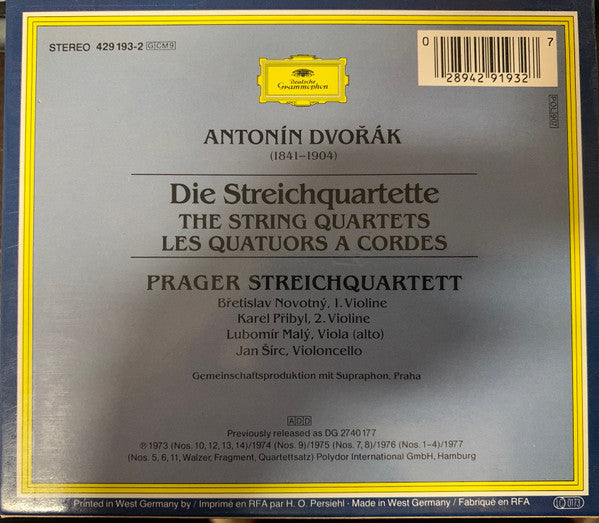 STEREO 429 193-2 GCM9
0 28942 91932 7
Deutsche
Grammophon
POL 907
ANTONÍN DVOŘÁK
(1841–1904)
Die Streichquartette
THE STRING QUARTETS
LES QUATUORS A CORDES
PRAGER STREICHQUARTETT
Břetislav Novotný, 1. Violine
Karel Přibyl, 2. Violine
Lubomír Malý, Viola (alto)
Jan Šírc, Violoncello
Gemeinschaftsproduktion mit Supraphon, Praha
ADD
Previously released as DG 2740 177
℗ 1973 (Nos. 10, 12, 13, 14)/1974 (Nos. 9)/1975 (Nos. 7, 8)/1976 (Nos. 1–4)/1977
(Nos. 5, 6, 11, Walzer, Fragment, Quartettsatz) Polydor International GmbH, Hamburg
Printed in West Germany by / Imprimé en RFA par H. O. Persiehl · Made in West Germany / Fabriqué en RFA
LC 0173